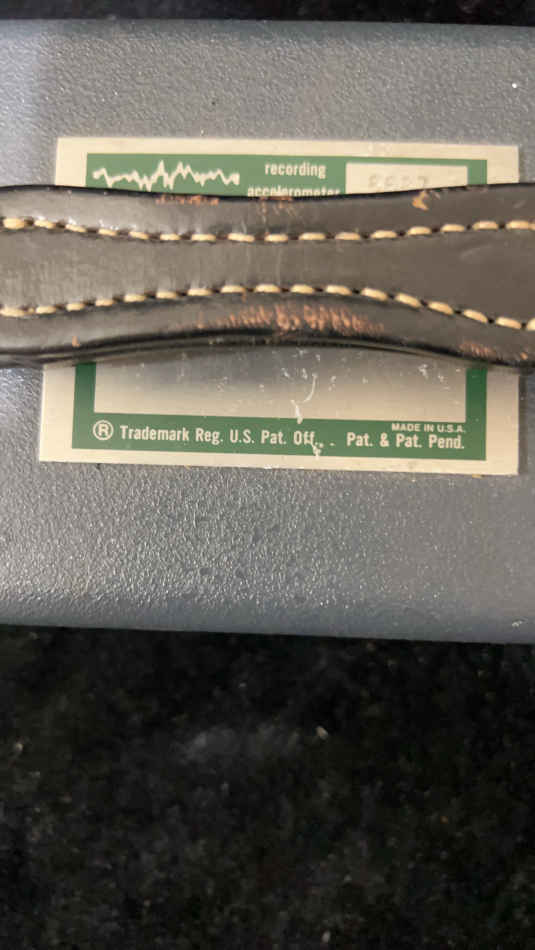 recording
accelerometer
MADE IN U.S.A.
® Trademark Reg. U.S. Pat. Off. . Pat. & Pat. Pend.